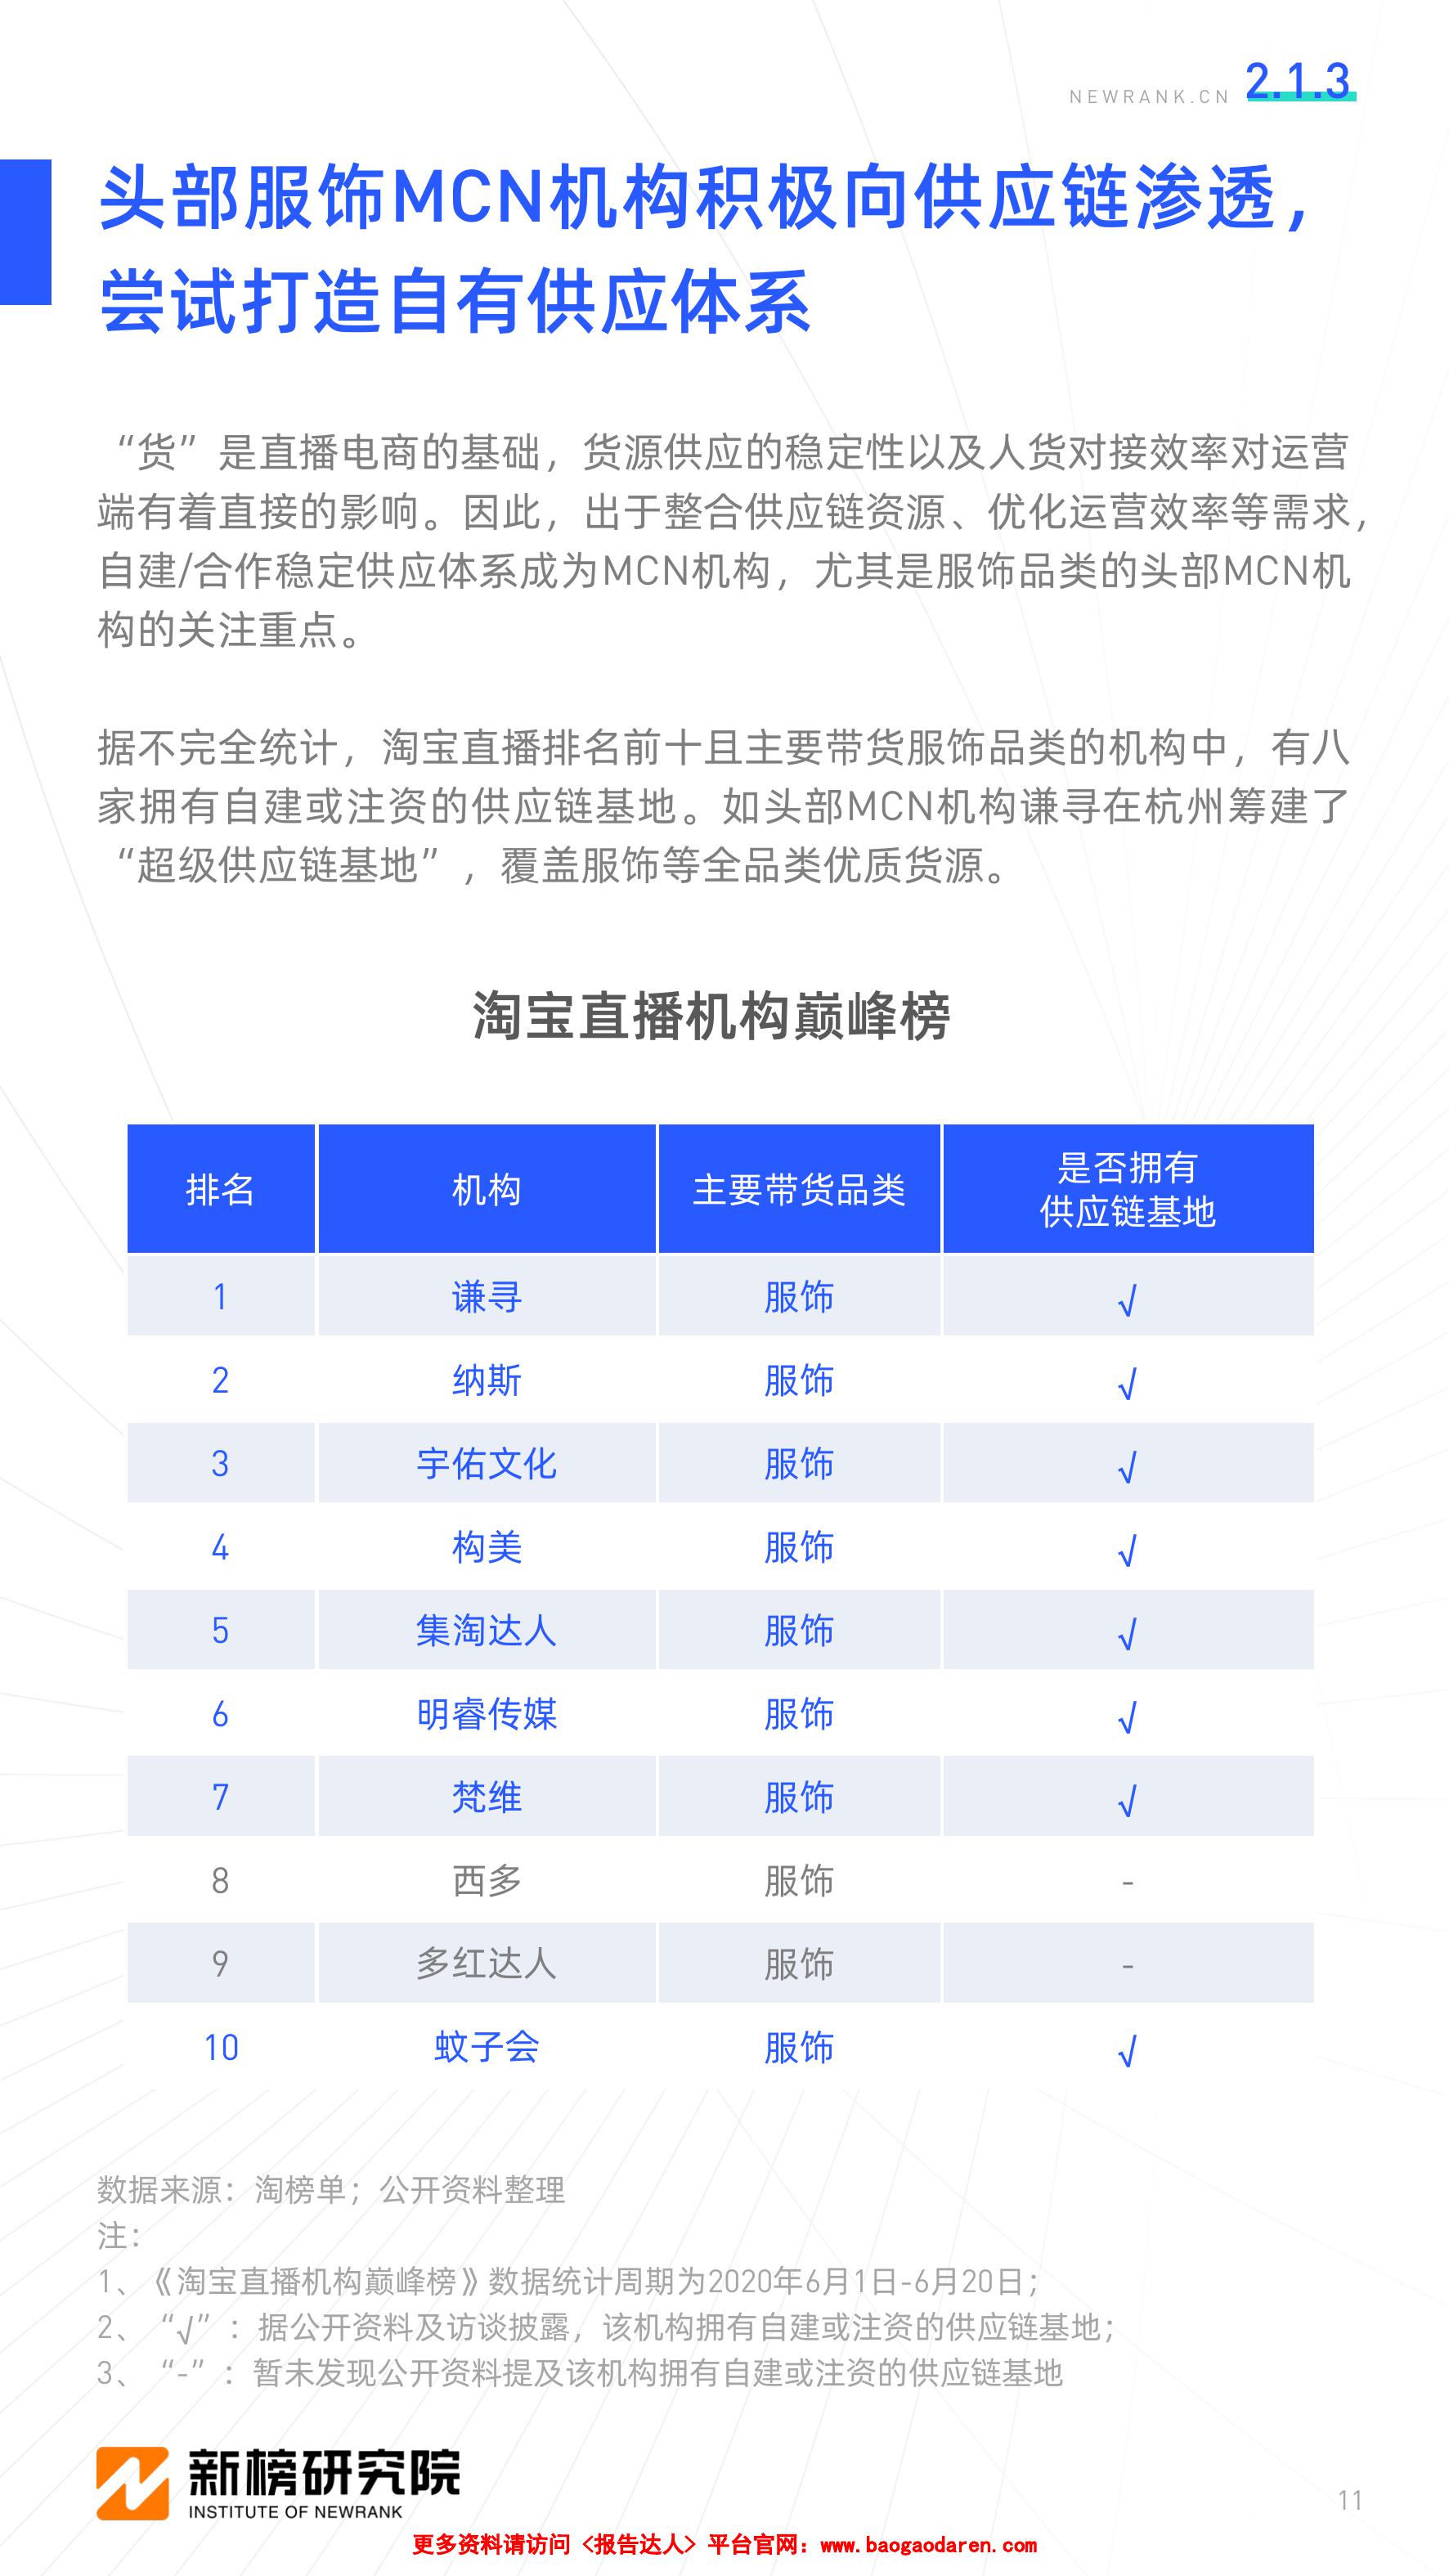 NEWRANK.CN 2.1.3
头部服饰MCN机构积极向供应链渗透，
尝试打造自有供应体系
“货”是直播电商的基础，货源供应的稳定性以及人货对接效率对运营
端有着直接的影响。因此，出于整合供应链资源、优化运营效率等需求，
自建/合作稳定供应体系成为MCN机构，尤其是服饰品类的头部MCN机
构的关注重点。
据不完全统计，淘宝直播排名前十且主要带货服饰品类的机构中，有八
家拥有自建或注资的供应链基地。如头部MCN机构谦寻在杭州筹建了
“超级供应链基地”，覆盖服饰等全品类优质货源。
淘宝直播机构巅峰榜
排名 机构 主要带货品类 是否拥有
供应链基地
1 谦寻 服饰 √
2 纳斯 服饰 √
3 宇佑文化 服饰 √
4 构美 服饰 √
5 集淘达人 服饰 √
6 明睿传媒 服饰 √
7 梵维 服饰 √
8 西多 服饰 -
9 多红达人 服饰 -
10 蚊子会 服饰 √
数据来源：淘榜单；公开资料整理
注：
1、《淘宝直播机构巅峰榜》数据统计周期为2020年6月1日-6月20日；
2、“√”：据公开资料及访谈披露，该机构拥有自建或注资的供应链基地；
3、“-”：暂未发现公开资料提及该机构拥有自建或注资的供应链基地
新榜研究院
INSTITUTE OF NEWRANK
11
更多资料请访问《报告达人》平台官网：www.baogaodaren.com